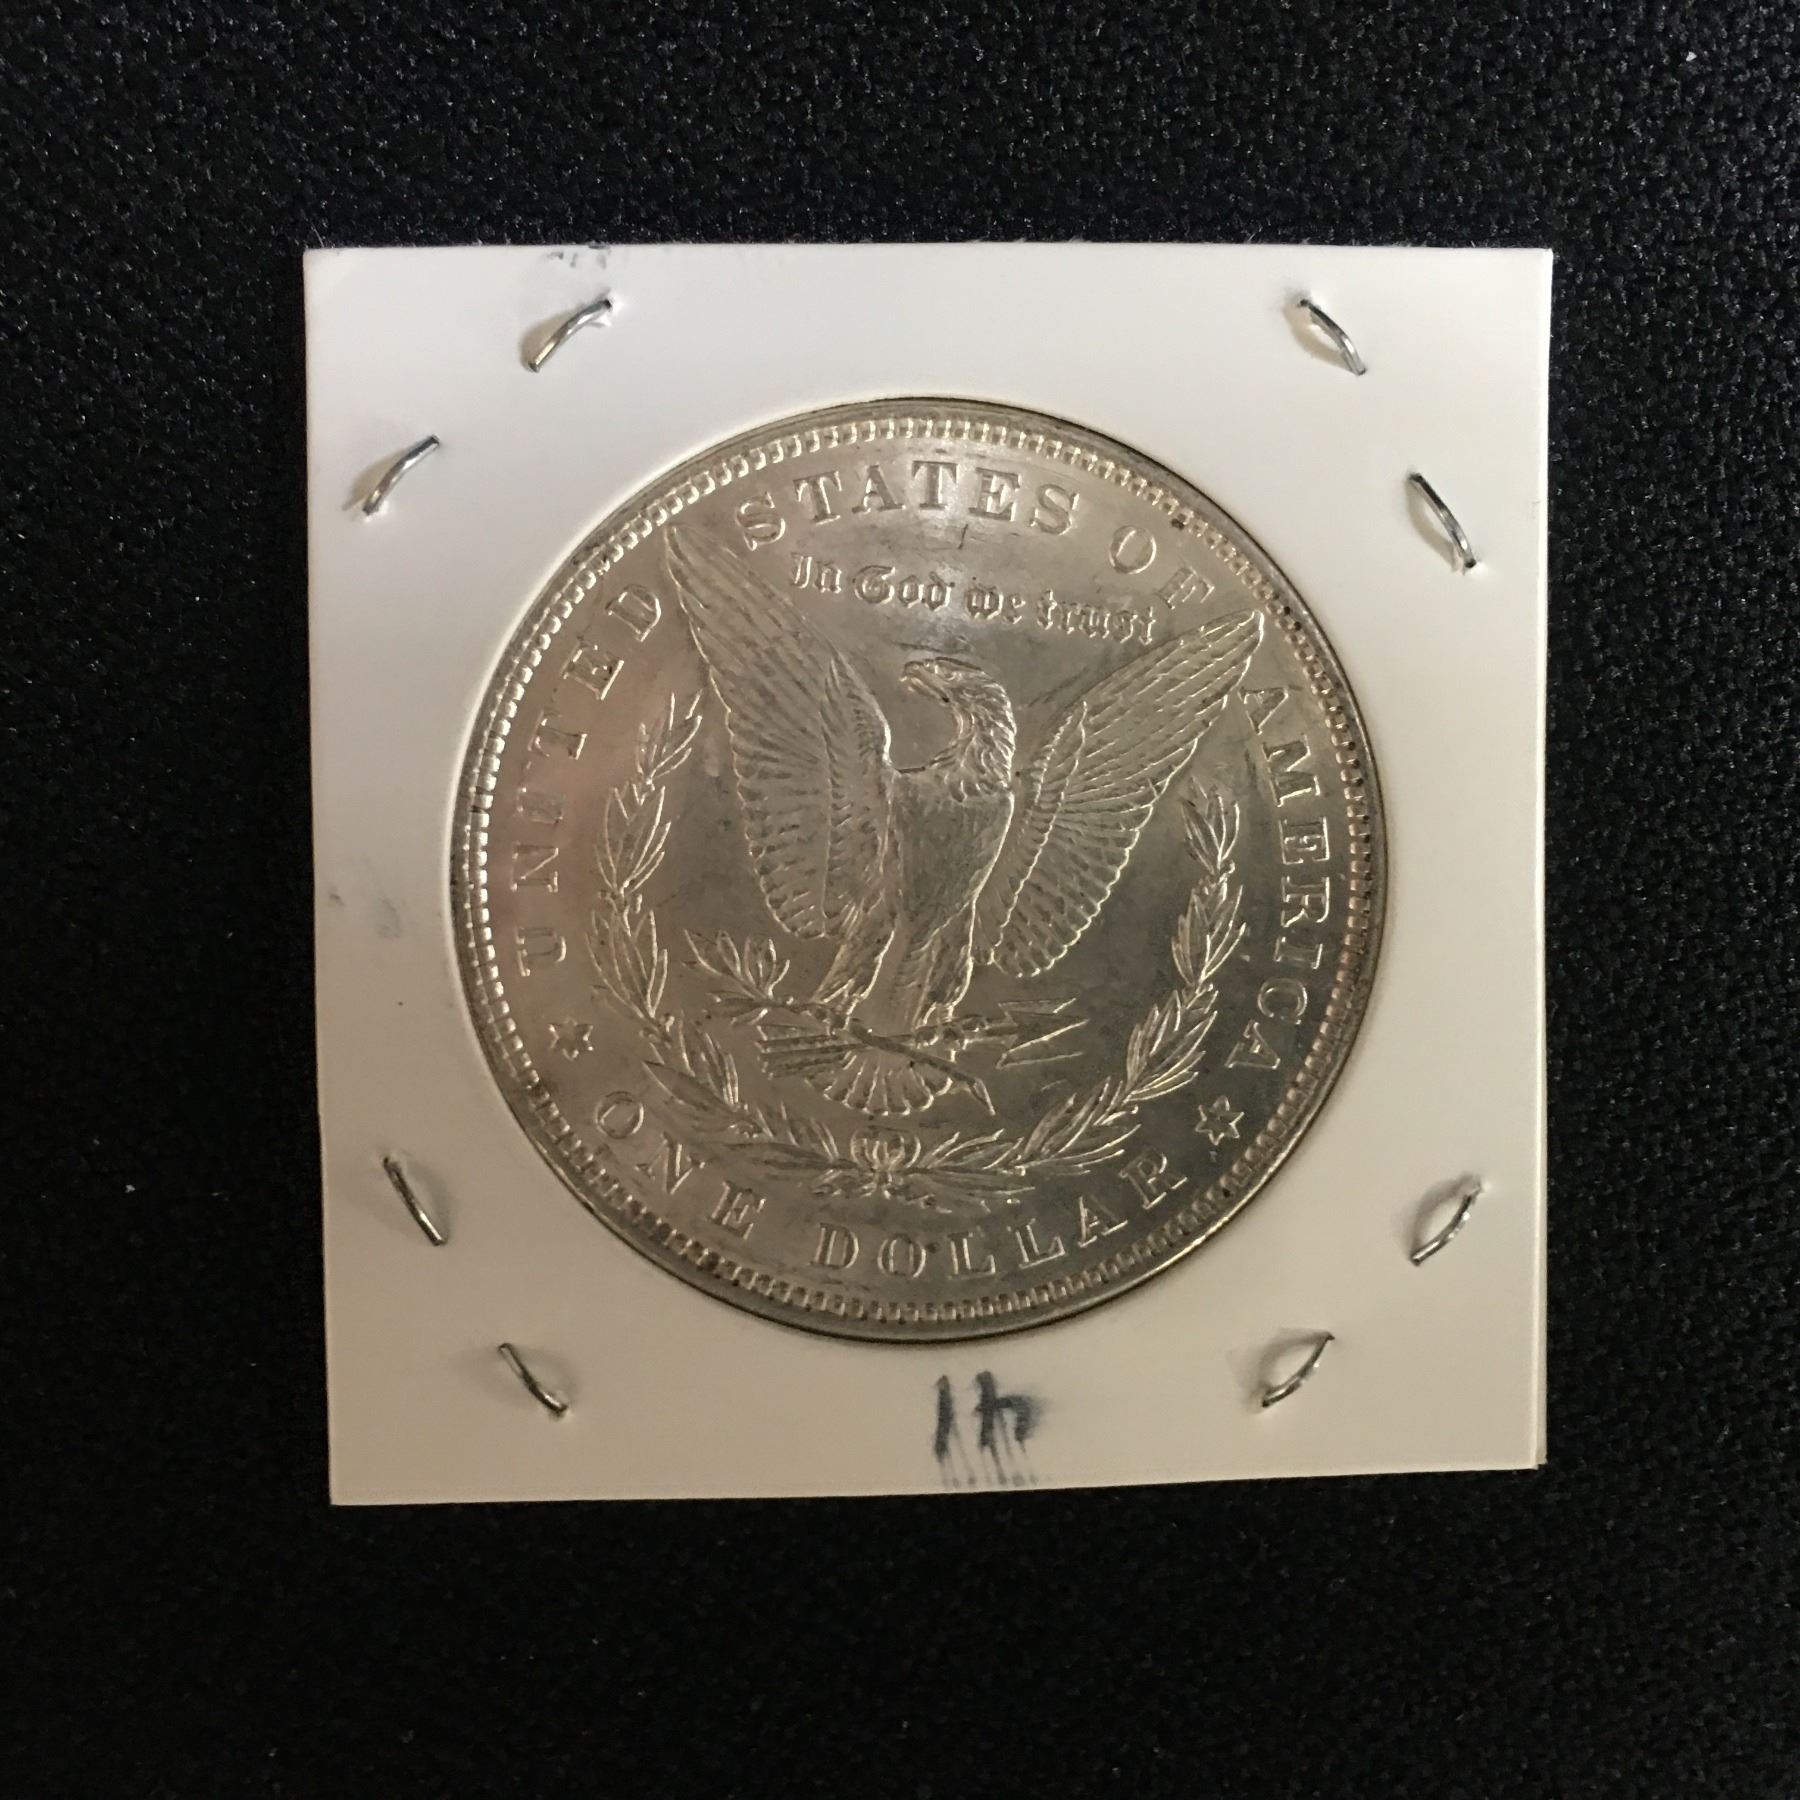 UNITED STATES OF AMERICA
In God we trust
ONE DOLLAR